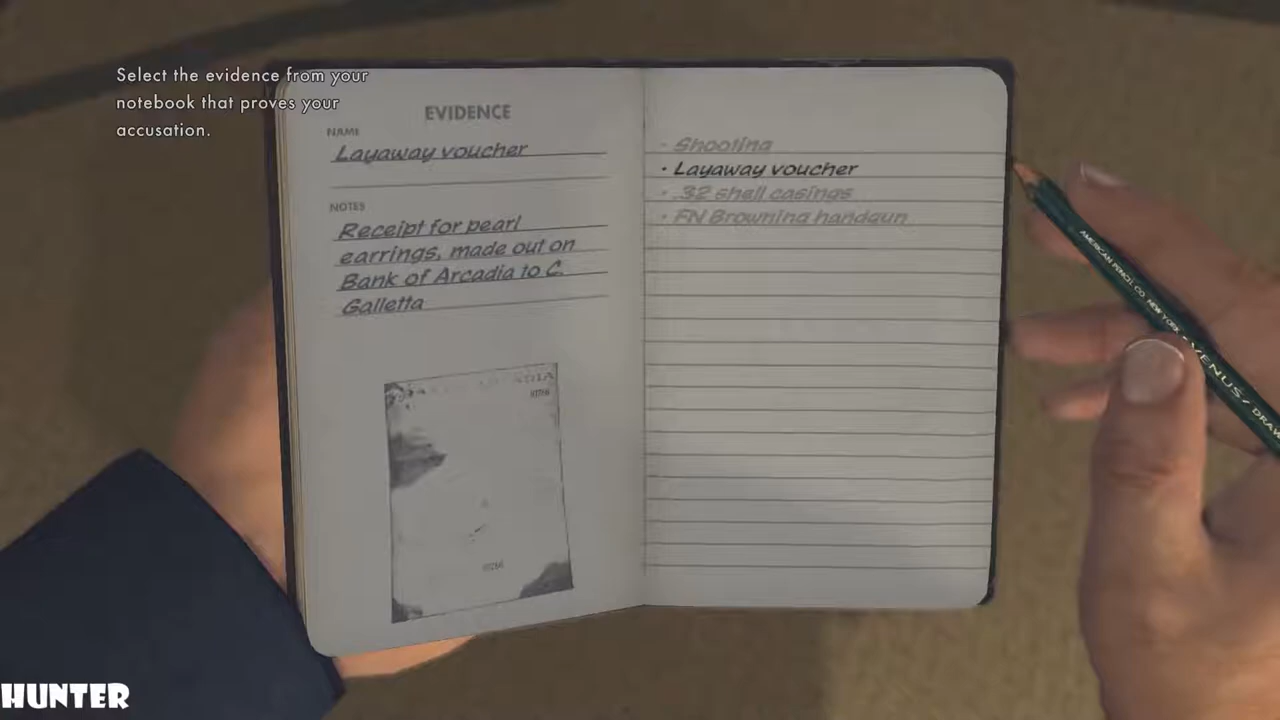 Select the evidence from your
notebook that proves your
accusation.
EVIDENCE
NAME
Layaway voucher
NOTES
Receipt for pearl
earrings, made out on
Bank of Arcadia to C.
Galletta
· Shooting
· Layaway voucher
· .32 shell casings
· FN Browning handgun
AMERICAN PENCIL CO. NEW YORK
VENUS
DRAW
HUNTER